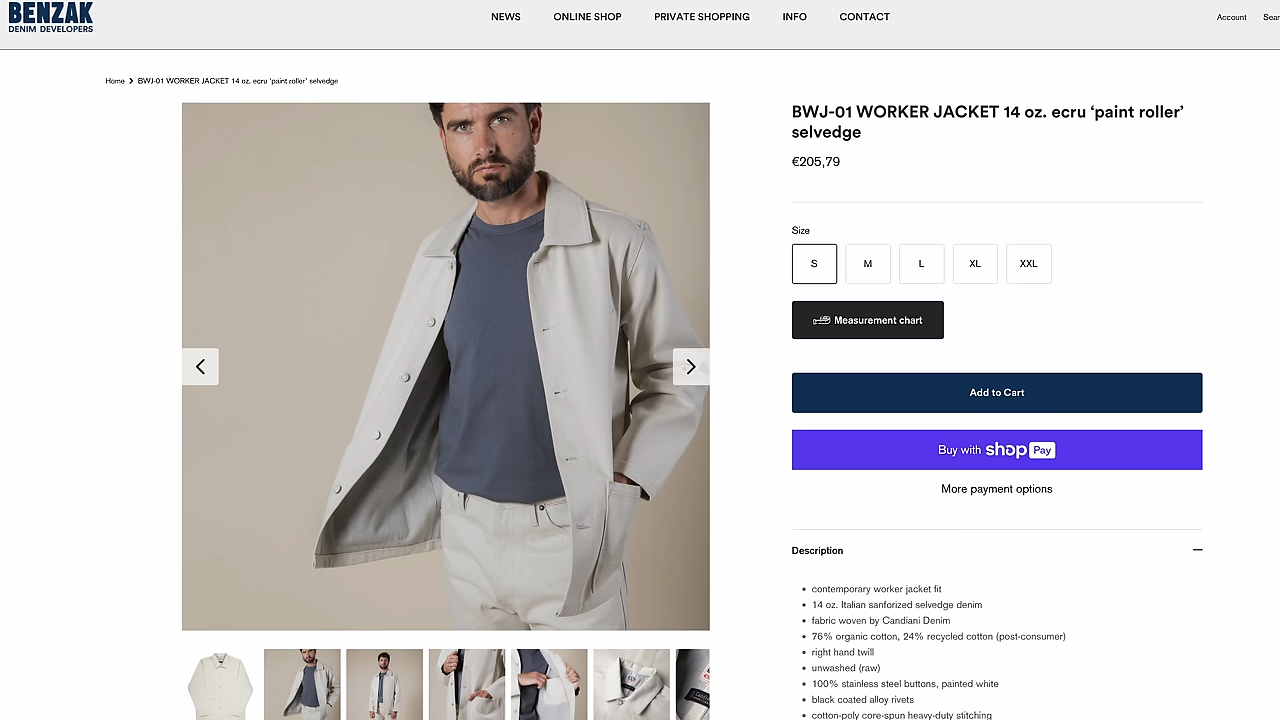 BENZAK
DENIM DEVELOPERS
NEWS
ONLINE SHOP
PRIVATE SHOPPING
INFO
CONTACT
Account
Sear
Home > BWJ-01 WORKER JACKET 14 oz. ecru ‘paint roller’ selvedge
BWJ-01 WORKER JACKET 14 oz. ecru ‘paint roller’
selvedge
€205,79
Size
S
M
L
XL
XXL
Measurement chart
Add to Cart
Buy with shop Pay
More payment options
Description
• contemporary worker jacket fit
• 14 oz. Italian sanforized selvedge denim
• fabric woven by Candiani Denim
• 76% organic cotton, 24% recycled cotton (post-consumer)
• right hand twill
• unwashed (raw)
• 100% stainless steel buttons, painted white
• black coated alloy rivets
• cotton-poly core-spun heavy-duty stitching